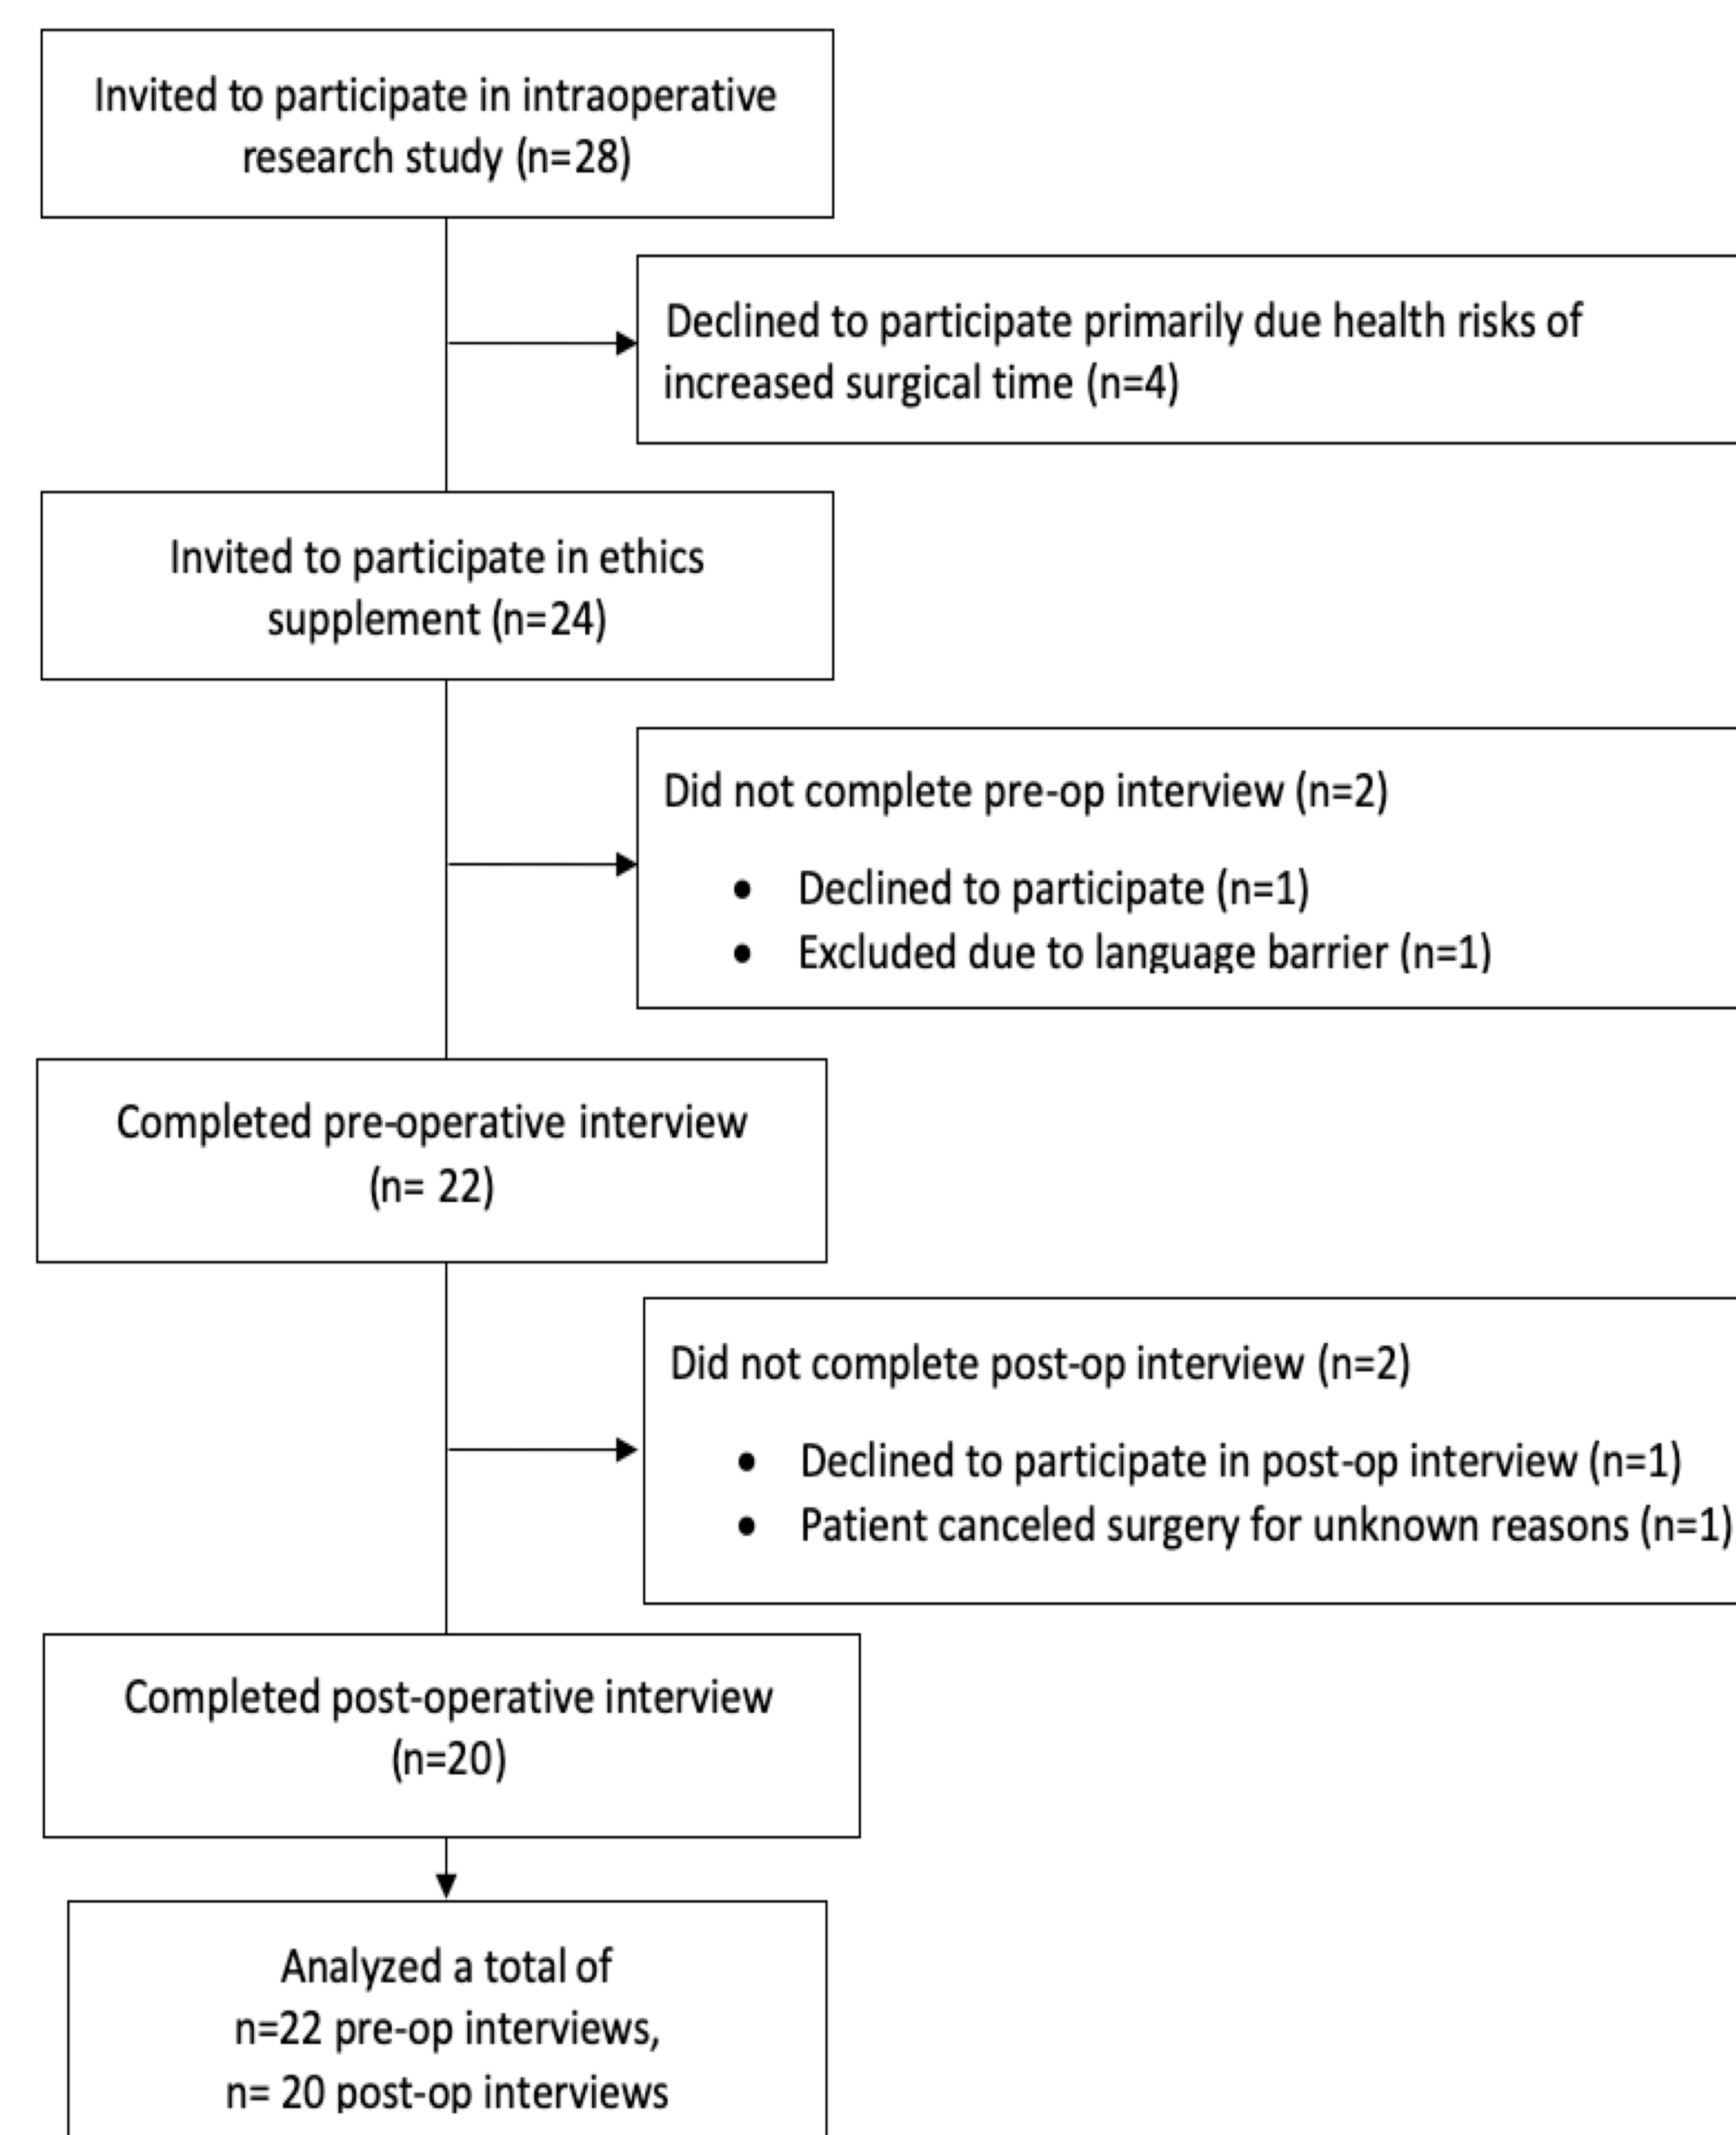 Invited to participate in intraoperative
research study (n=28)
Declined to participate primarily due health risks of
increased surgical time (n=4)
Invited to participate in ethics
supplement (n=24)
Did not complete pre-op interview (n=2)
• Declined to participate (n=1)
• Excluded due to language barrier (n=1)
Completed pre-operative interview
(n= 22)
Did not complete post-op interview (n=2)
• Declined to participate in post-op interview (n=1)
• Patient canceled surgery for unknown reasons (n=1)
Completed post-operative interview
(n=20)
Analyzed a total of
n=22 pre-op interviews,
n= 20 post-op interviews